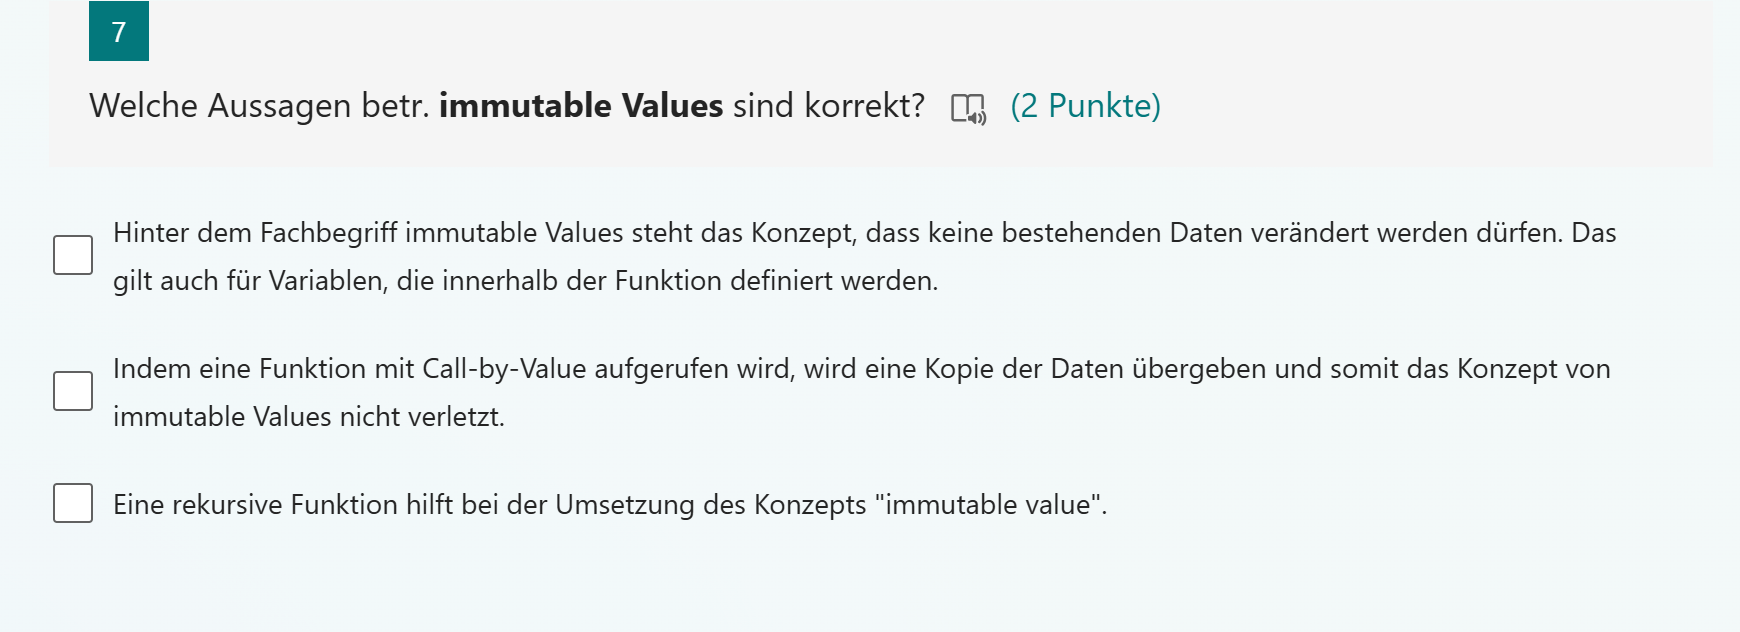 7
Welche Aussagen betr. immutable Values sind korrekt? (2 Punkte)
Hinter dem Fachbegriff immutable Values steht das Konzept, dass keine bestehenden Daten verändert werden dürfen. Das
gilt auch für Variablen, die innerhalb der Funktion definiert werden.
Indem eine Funktion mit Call-by-Value aufgerufen wird, wird eine Kopie der Daten übergeben und somit das Konzept von
immutable Values nicht verletzt.
Eine rekursive Funktion hilft bei der Umsetzung des Konzepts "immutable value".